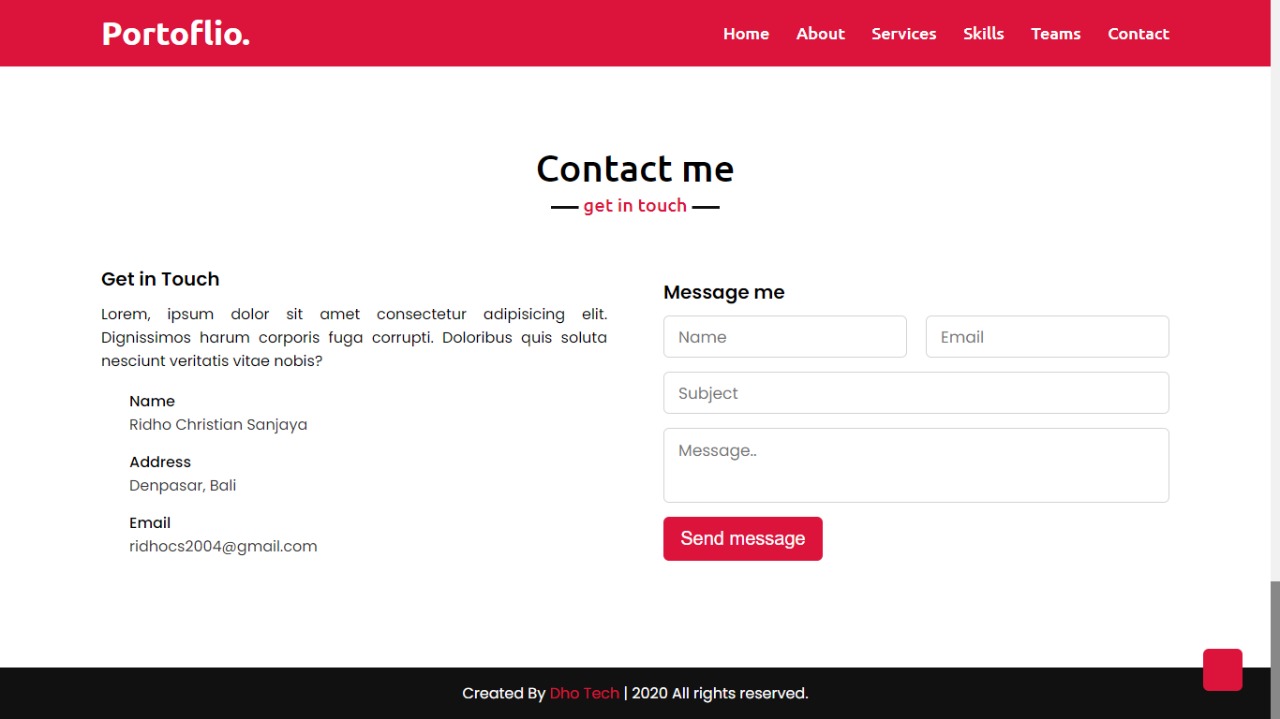 Portoflio.
Home About Services Skills Teams Contact
Contact me
get in touch
Get in Touch
Lorem, ipsum dolor sit amet consectetur adipisicing elit.
Dignissimos harum corporis fuga corrupti. Doloribus quis soluta
nesciunt veritatis vitae nobis?
Name
Ridho Christian Sanjaya
Address
Denpasar, Bali
Email
ridhocs2004@gmail.com
Message me
Name Email
Subject
Message..
Send message
Created By Dho Tech | 2020 All rights reserved.